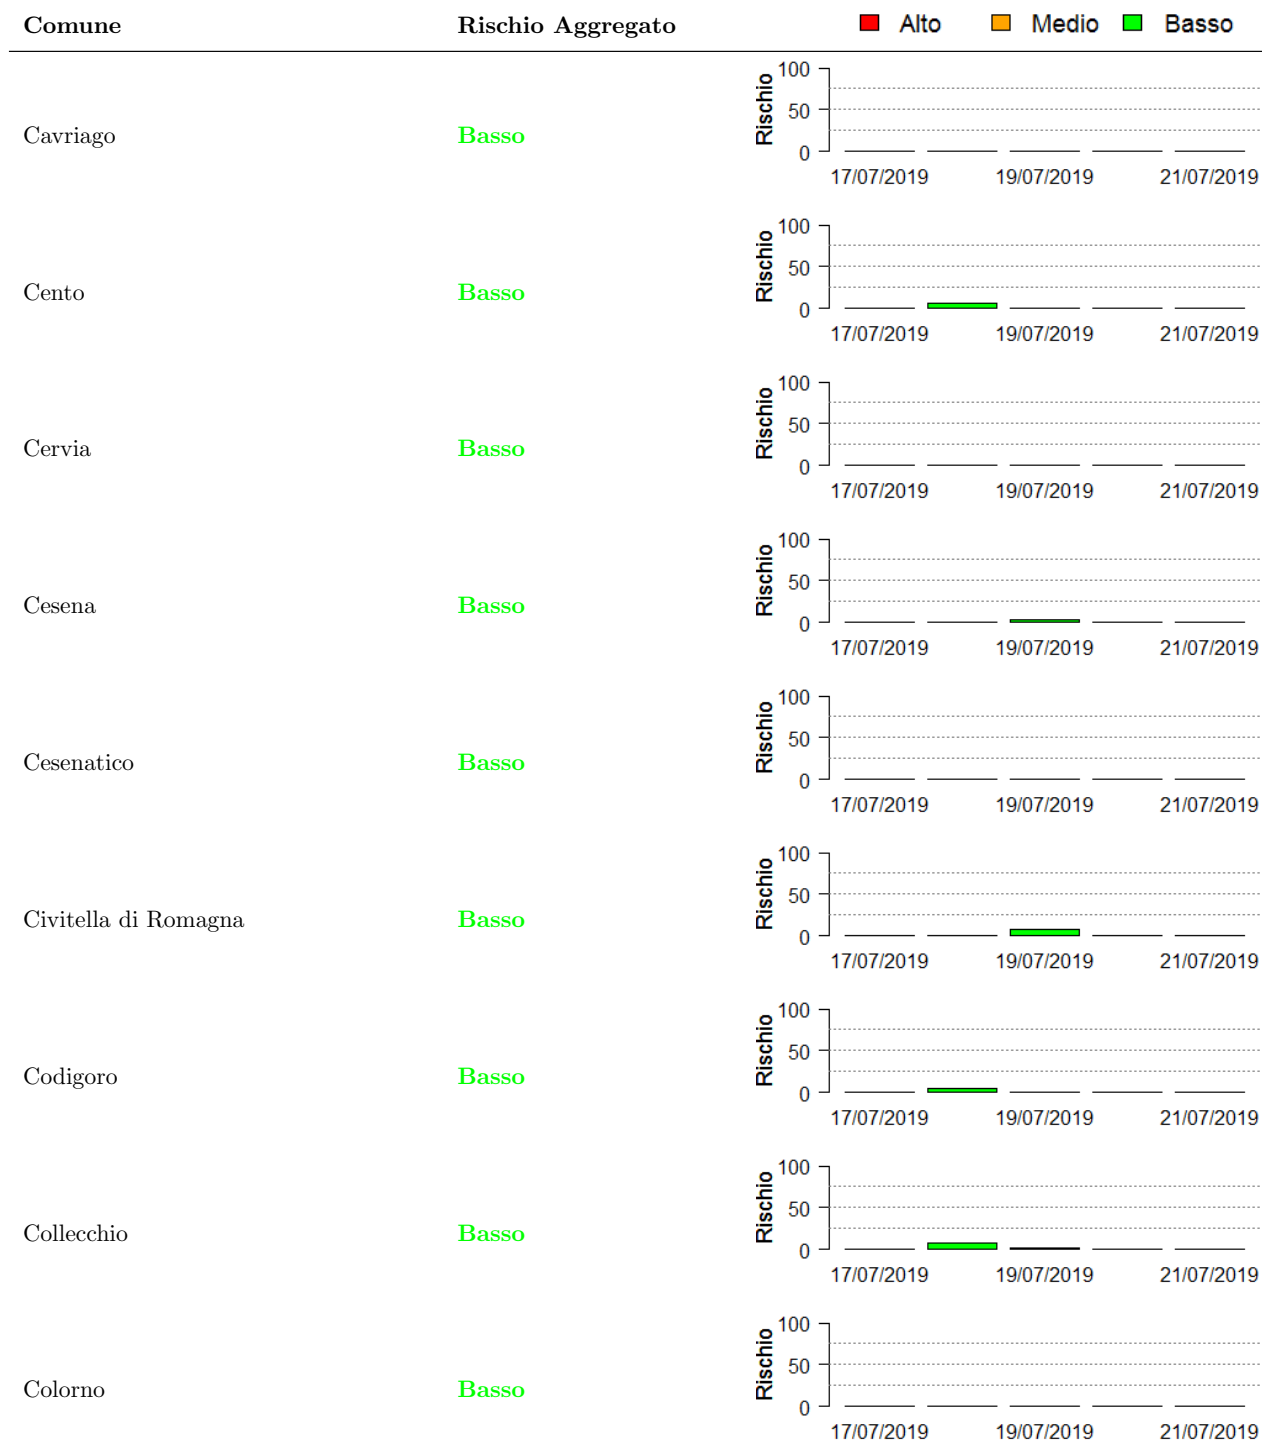 Comune Rischio Aggregato Alto Medio Basso
Cavriago Basso Rischio 100 50 0
17/07/2019 19/07/2019 21/07/2019
Cento Basso Rischio 100 50 0
17/07/2019 19/07/2019 21/07/2019
Cervia Basso Rischio 100 50 0
17/07/2019 19/07/2019 21/07/2019
Cesena Basso Rischio 100 50 0
17/07/2019 19/07/2019 21/07/2019
Cesenatico Basso Rischio 100 50 0
17/07/2019 19/07/2019 21/07/2019
Civitella di Romagna Basso Rischio 100 50 0
17/07/2019 19/07/2019 21/07/2019
Codigoro Basso Rischio 100 50 0
17/07/2019 19/07/2019 21/07/2019
Collecchio Basso Rischio 100 50 0
17/07/2019 19/07/2019 21/07/2019
Colorno Basso Rischio 100 50 0
17/07/2019 19/07/2019 21/07/2019